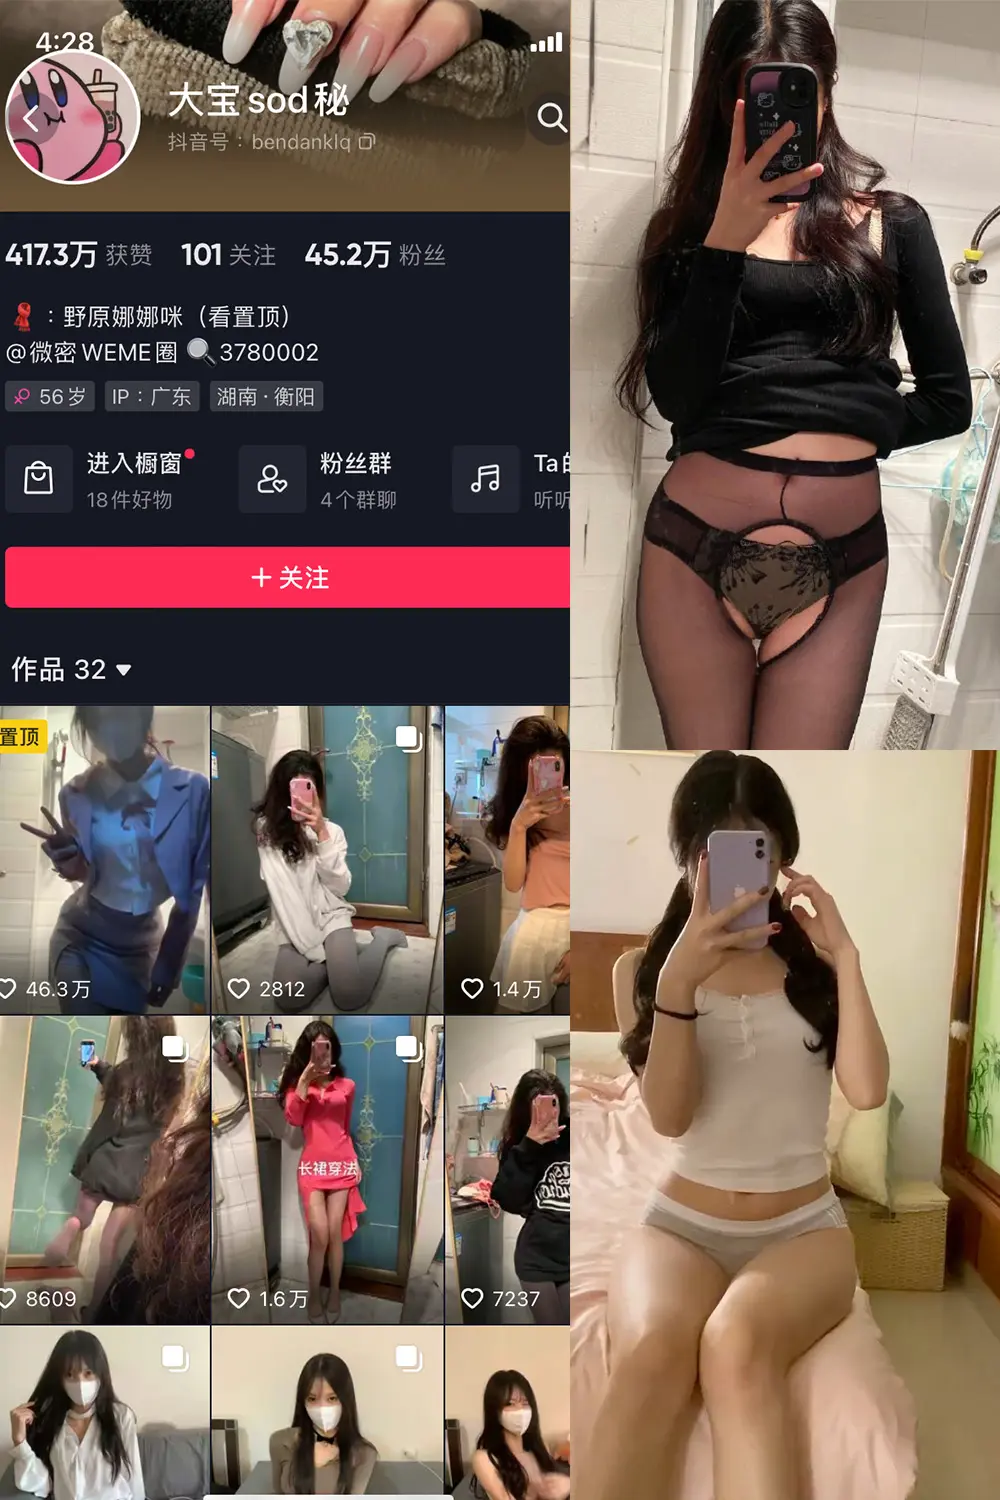 4:28
大宝sod秘
抖音号：bendanklq
417.3万 获赞 101 关注 45.2万 粉丝
：野原娜娜咪（看置顶）
@微密WEME圈 3780002
56岁 IP：广东 湖南·衡阳
进入橱窗 粉丝群 Ta
18件好物 4个群聊 听听
+ 关注
作品 32
置顶
46.3万 2812 1.4万
长裙穿法
8609 1.6万 7237